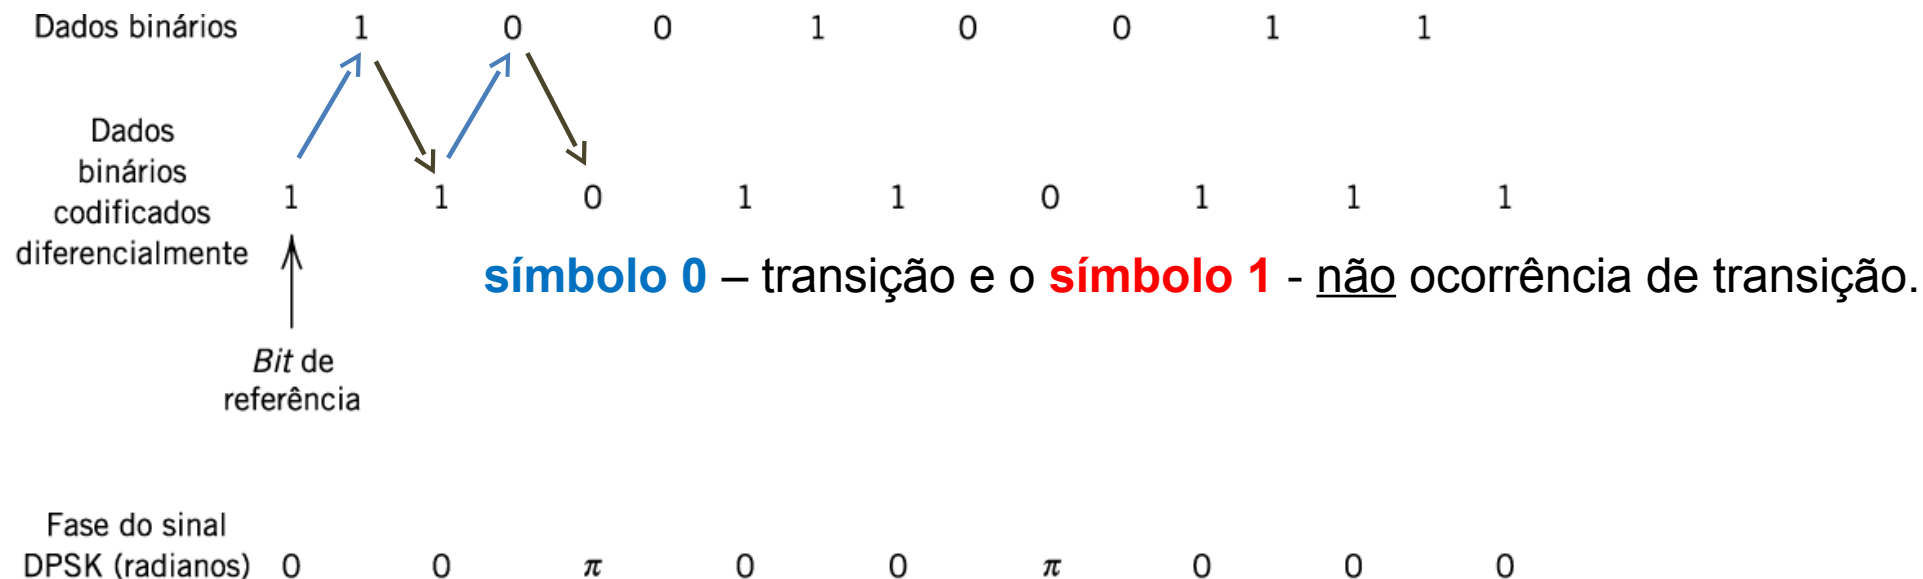 Dados binários 1 0 0 1 0 0 1 1
Dados
binários
codificados
diferencialmente
1 1 0 1 1 0 1 1 1
símbolo 0 – transição e o símbolo 1 - não ocorrência de transição.
Bit de
referência
Fase do sinal
DPSK (radianos) 0 0 π 0 0 π 0 0 0